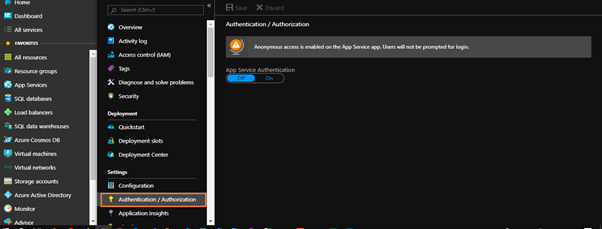 Home
Dashboard
All services
FAVORITES
All resources
Resource groups
App Services
SQL databases
Load balancers
SQL data warehouses
Azure Cosmos DB
Virtual machines
Virtual networks
Storage accounts
Azure Active Directory
Monitor
Advisor
Search (Ctrl+/)
Overview
Activity log
Access control (IAM)
Tags
Diagnose and solve problems
Security
Deployment
Quickstart
Deployment slots
Deployment Center
Settings
Configuration
Authentication / Authorization
Application Insights
Save Discard
Authentication / Authorization
Anonymous access is enabled on the App Service app. Users will not be prompted for login.
App Service Authentication
Off On